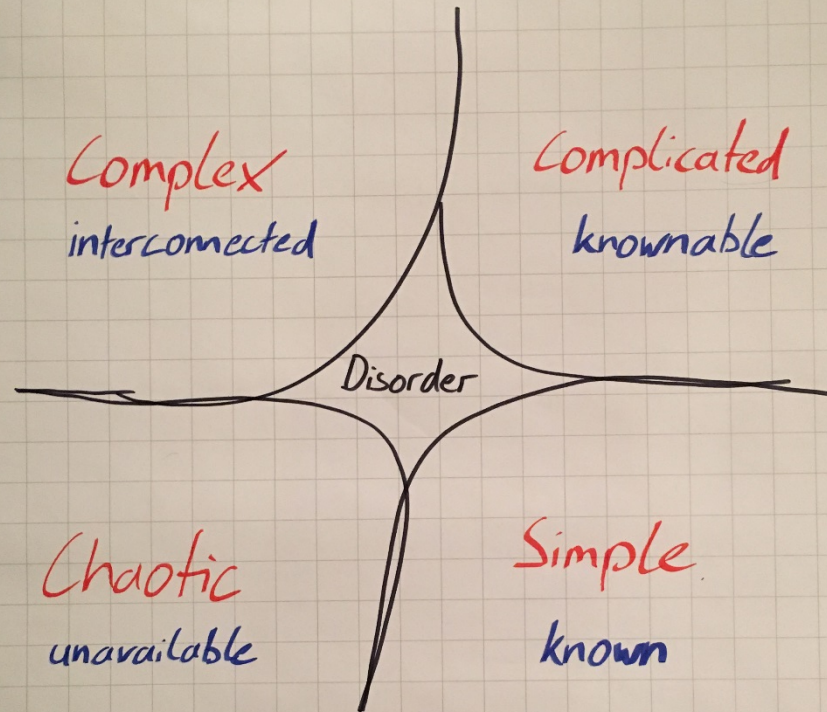 Complex
interconnected
Complicated
knownable
Disorder
Chaotic
unavailable
Simple
known